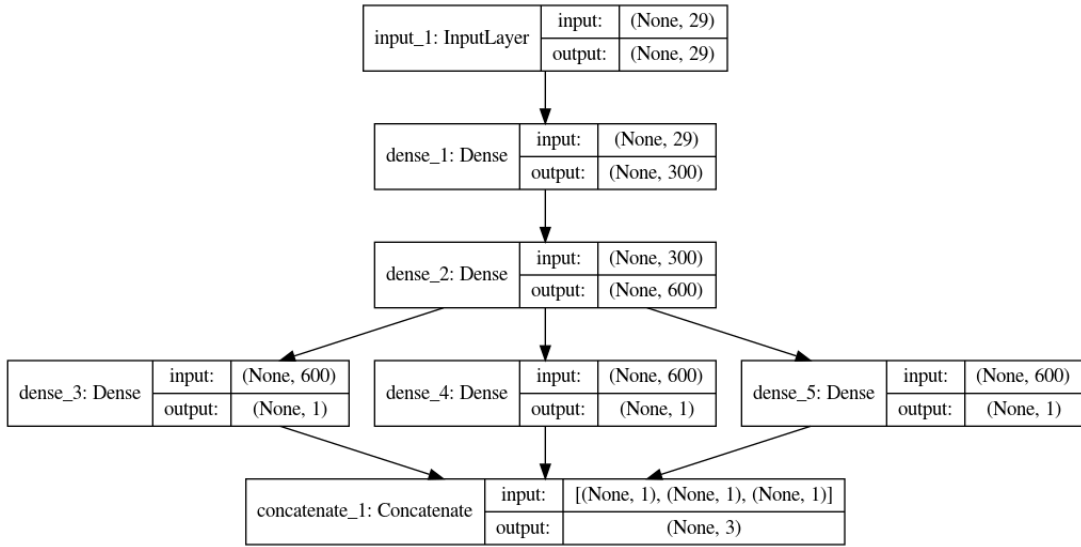 input_1: InputLayer
input: (None, 29)
output: (None, 29)
dense_1: Dense
input: (None, 29)
output: (None, 300)
dense_2: Dense
input: (None, 300)
output: (None, 600)
dense_3: Dense
input: (None, 600)
output: (None, 1)
dense_4: Dense
input: (None, 600)
output: (None, 1)
dense_5: Dense
input: (None, 600)
output: (None, 1)
concatenate_1: Concatenate
input: [(None, 1), (None, 1), (None, 1)]
output: (None, 3)